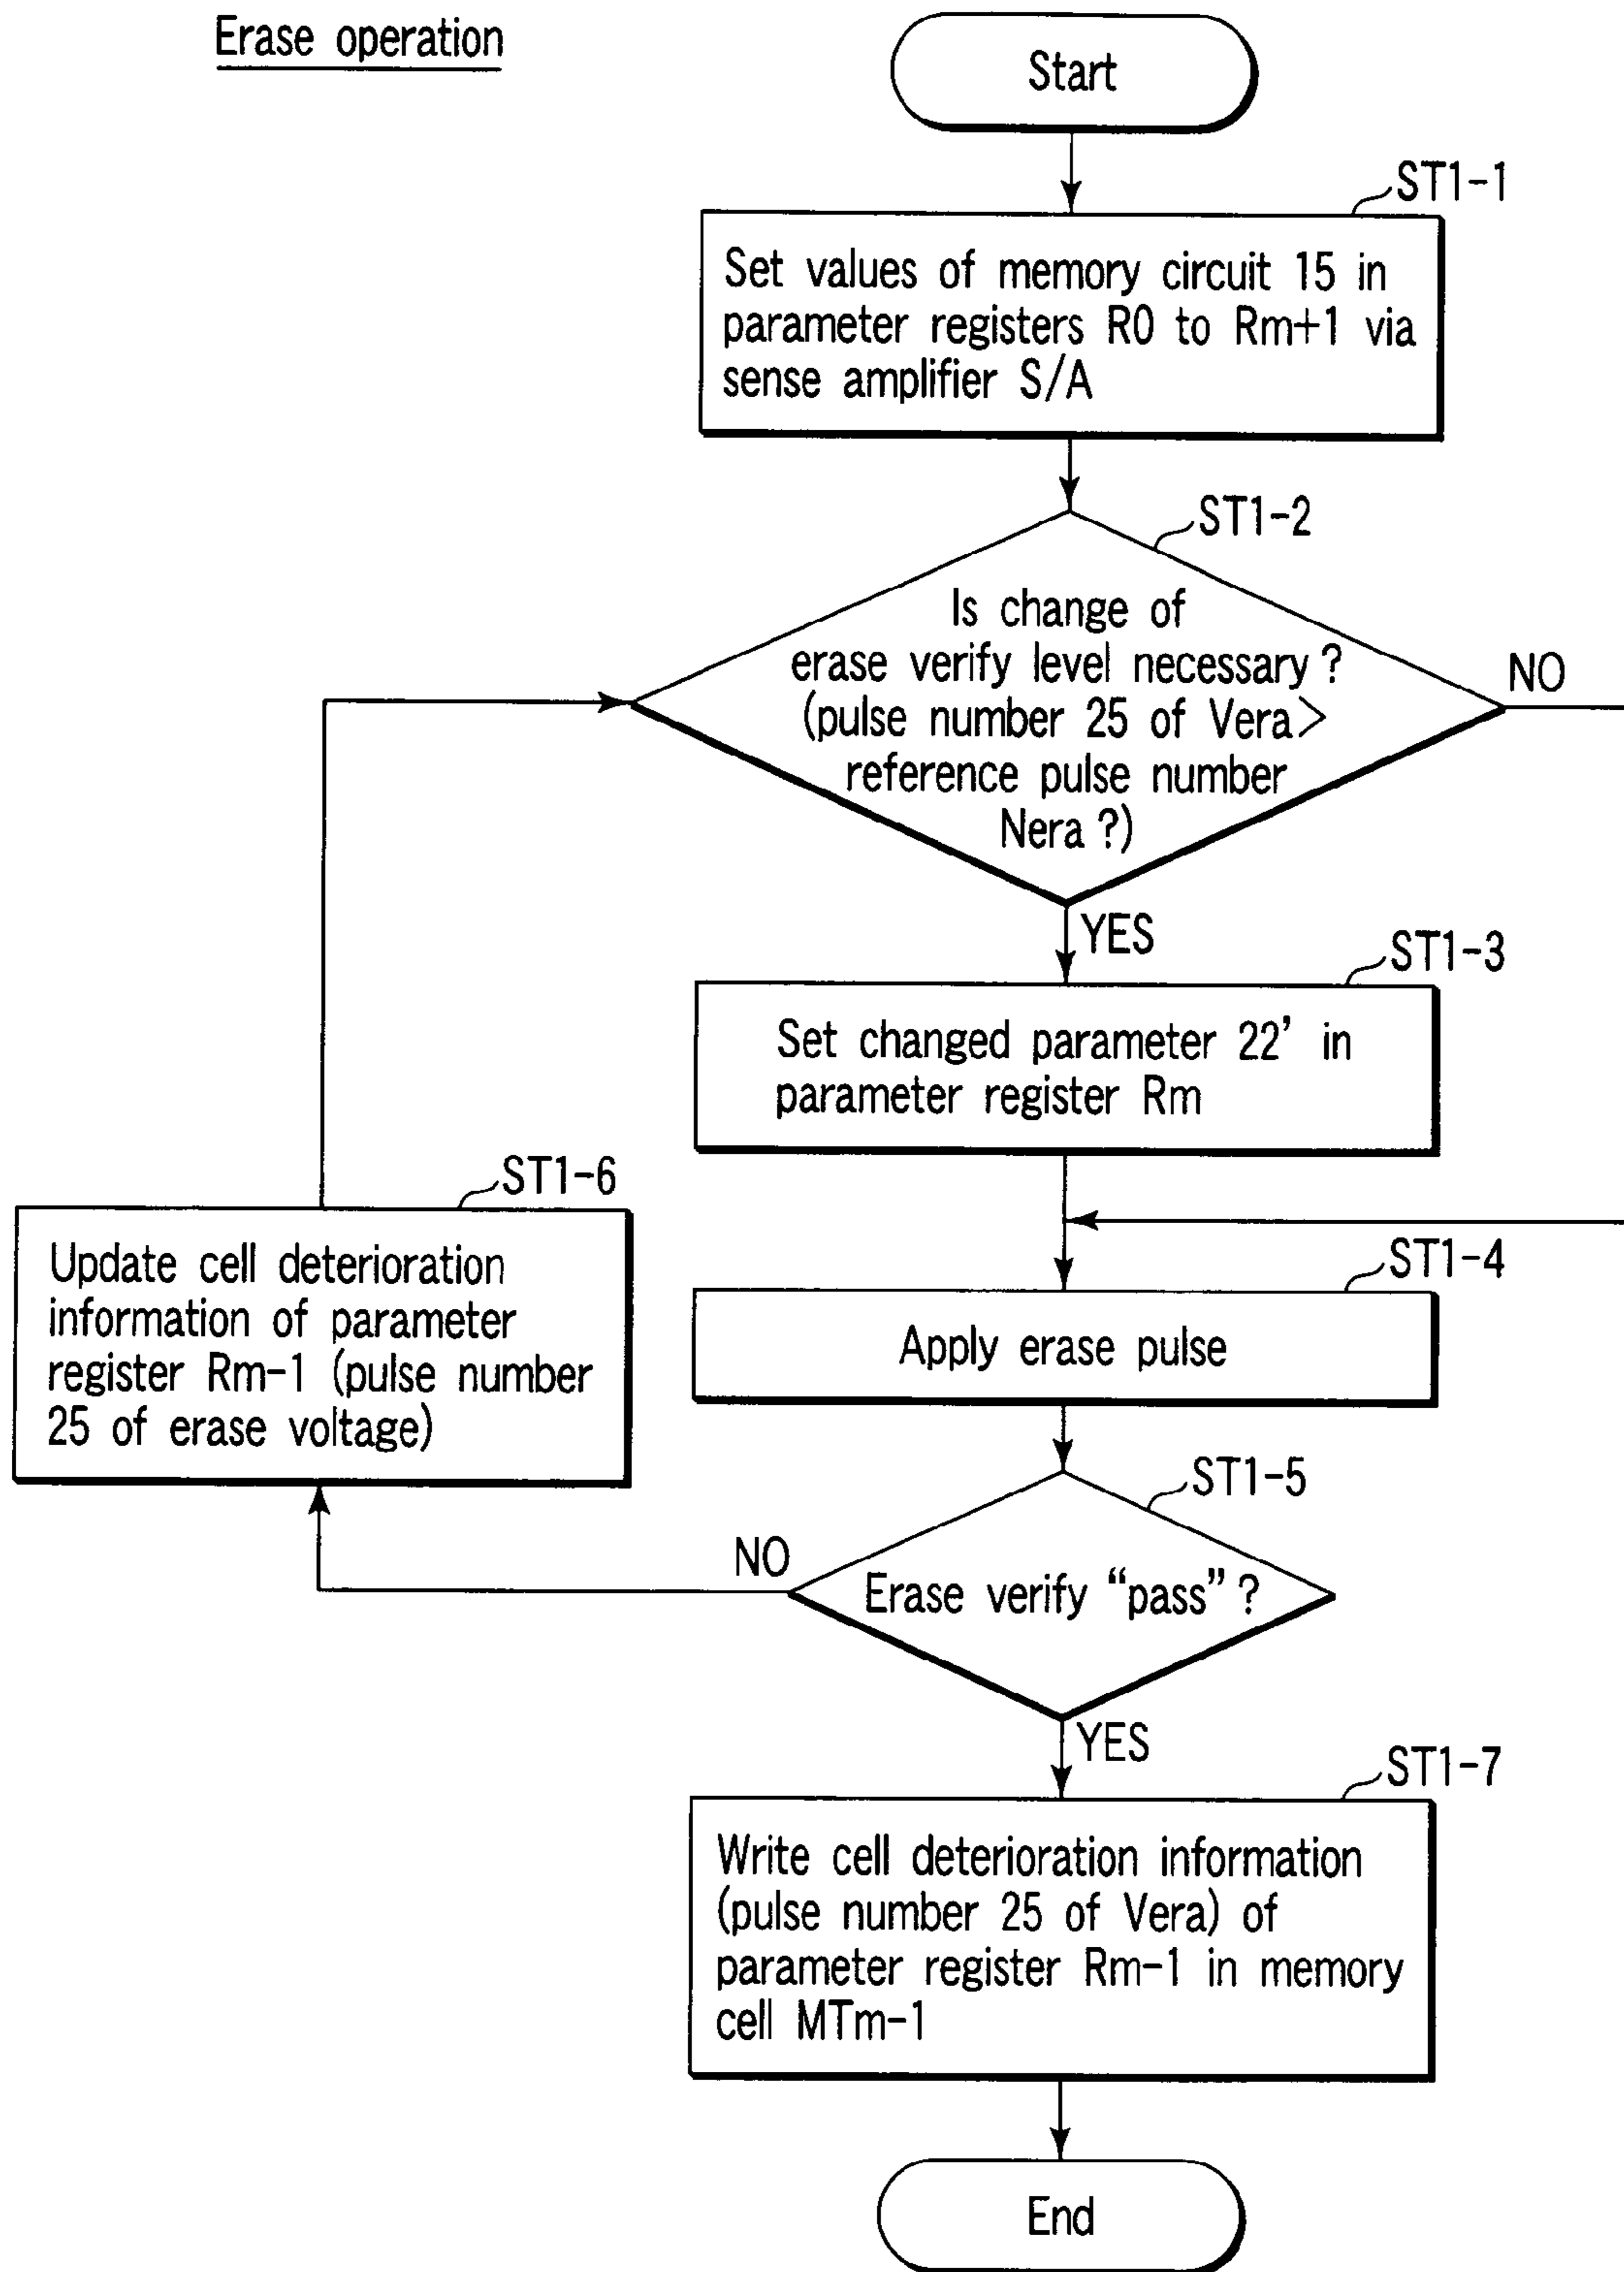 Erase operation
Start
ST1-1
Set values of memory circuit 15 in
parameter registers R0 to Rm+1 via
sense amplifier S/A
ST1-2
Is change of
erase verify level necessary ?
(pulse number 25 of Vera>
reference pulse number
Nera ?)
NO
YES
ST1-3
Set changed parameter 22' in
parameter register Rm
ST1-6
Update cell deterioration
information of parameter
register Rm-1 (pulse number
25 of erase voltage)
ST1-4
Apply erase pulse
ST1-5
NO
Erase verify “pass” ?
YES
ST1-7
Write cell deterioration information
(pulse number 25 of Vera) of
parameter register Rm-1 in memory
cell MTm-1
End